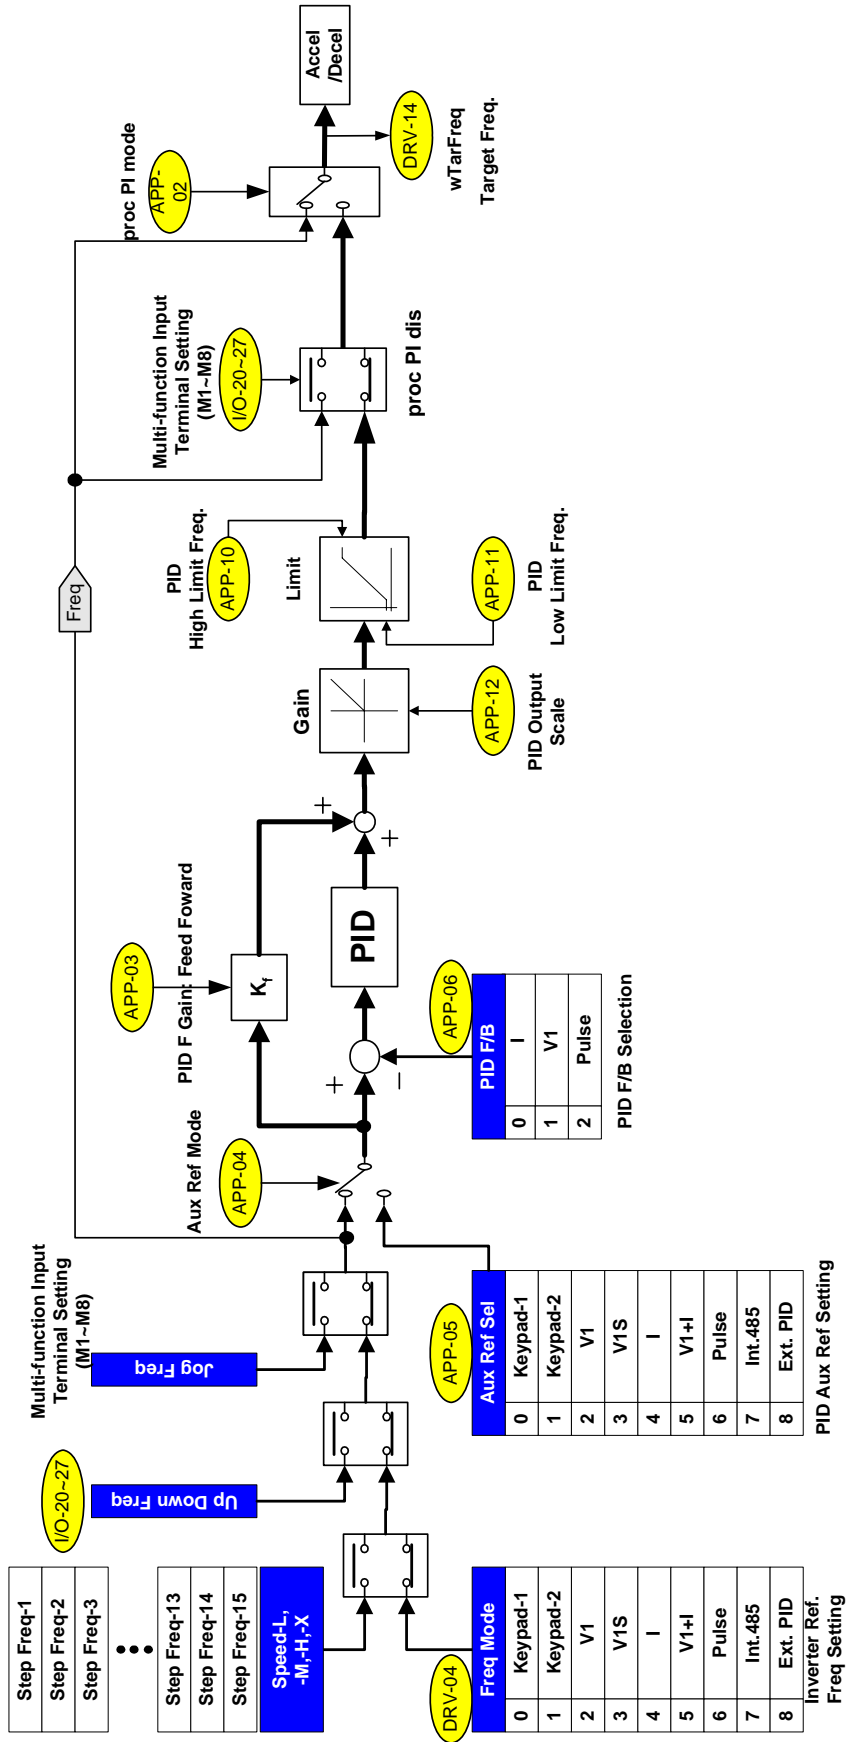 Step Freq-1
Step Freq-2
Step Freq-3
Step Freq-13
Step Freq-14
Step Freq-15
Speed-L,
-M,-H,-X
DRV-04
Freq Mode
0 Keypad-1
1 Keypad-2
2 V1
3 V1S
4 I
5 V1+I
6 Pulse
7 Int.485
8 Ext. PID
Inverter Ref.
Freq Setting
I/O-20~27
Up Down Freq
Multi-function Input
Terminal Setting
(M1~M8)
Jog Freq
APP-05
Aux Ref Sel
0 Keypad-1
1 Keypad-2
2 V1
3 V1S
4 I
5 V1+I
6 Pulse
7 Int.485
8 Ext. PID
PID Aux Ref Setting
Aux Ref Mode
APP-04
APP-03
PID F Gain: Feed Foward
Kf
+
−
PID
+
+
APP-06
PID F/B
0 I
1 V1
2 Pulse
PID F/B Selection
Freq
Gain
APP-12
PID Output
Scale
PID
High Limit Freq.
APP-10
Limit
APP-11
PID
Low Limit Freq.
Multi-function Input
Terminal Setting
(M1~M8)
I/O-20~27
proc PI dis
proc PI mode
APP-
02
DRV-14
wTarFreq
Target Freq.
Accel
/Decel